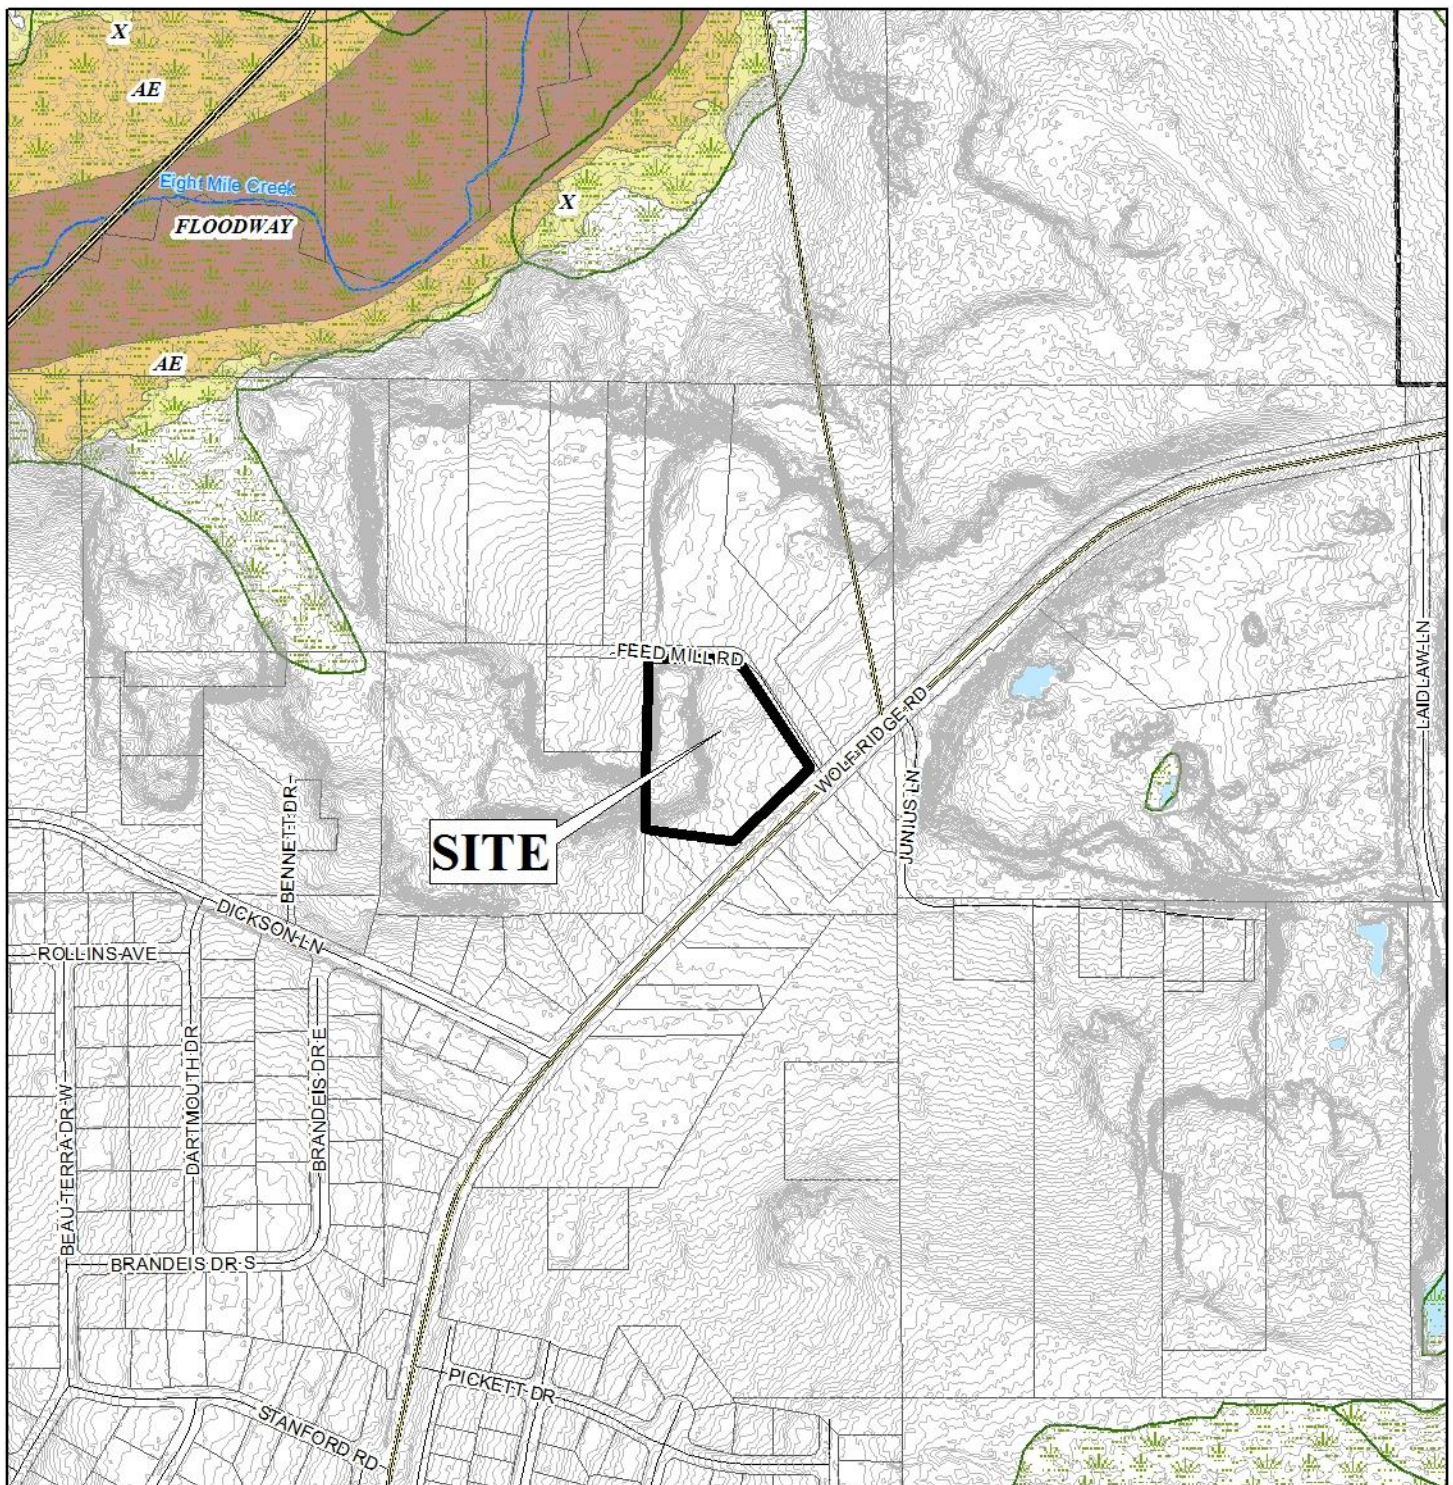 X
AE
Eight Mile Creek
FLOODWAY
X
AE
FEED MILL RD
WOLF RIDGE RD
LAIDLAW LN
JUNIUS LN
SITE
BENNETT DR
DICKSON LN
ROLLINS AVE
DARTMOUTH DR
BRANDEIS DR E
BEAU TERRA DR W
BRANDEIS DR S
PICKETT DR
STANFORD RD